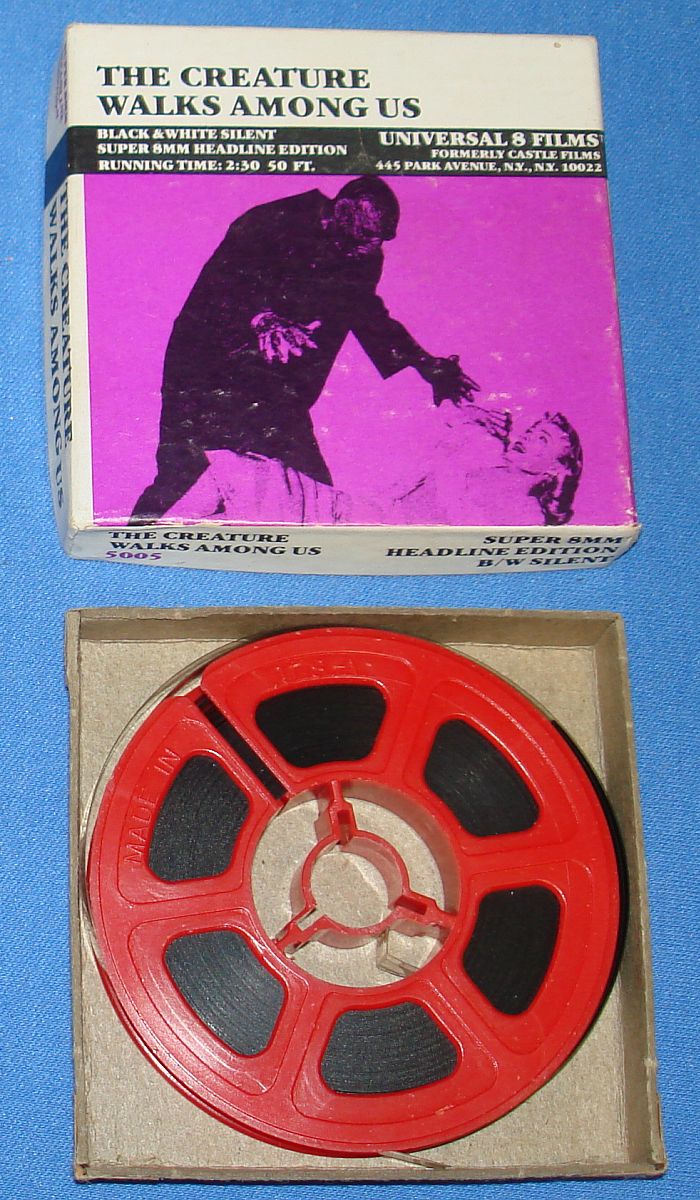 THE CREATURE
WALKS AMONG US
BLACK & WHITE SILENT
SUPER 8MM HEADLINE EDITION
RUNNING TIME: 2:30 50 FT.
UNIVERSAL 8 FILMS
FORMERLY CASTLE FILMS
445 PARK AVENUE, N.Y., N.Y. 10022
THE CREATURE
WALKS AMONG US
THE CREATURE
WALKS AMONG US
5005
SUPER 8MM
HEADLINE EDITION
B/W SILENT
MADE IN